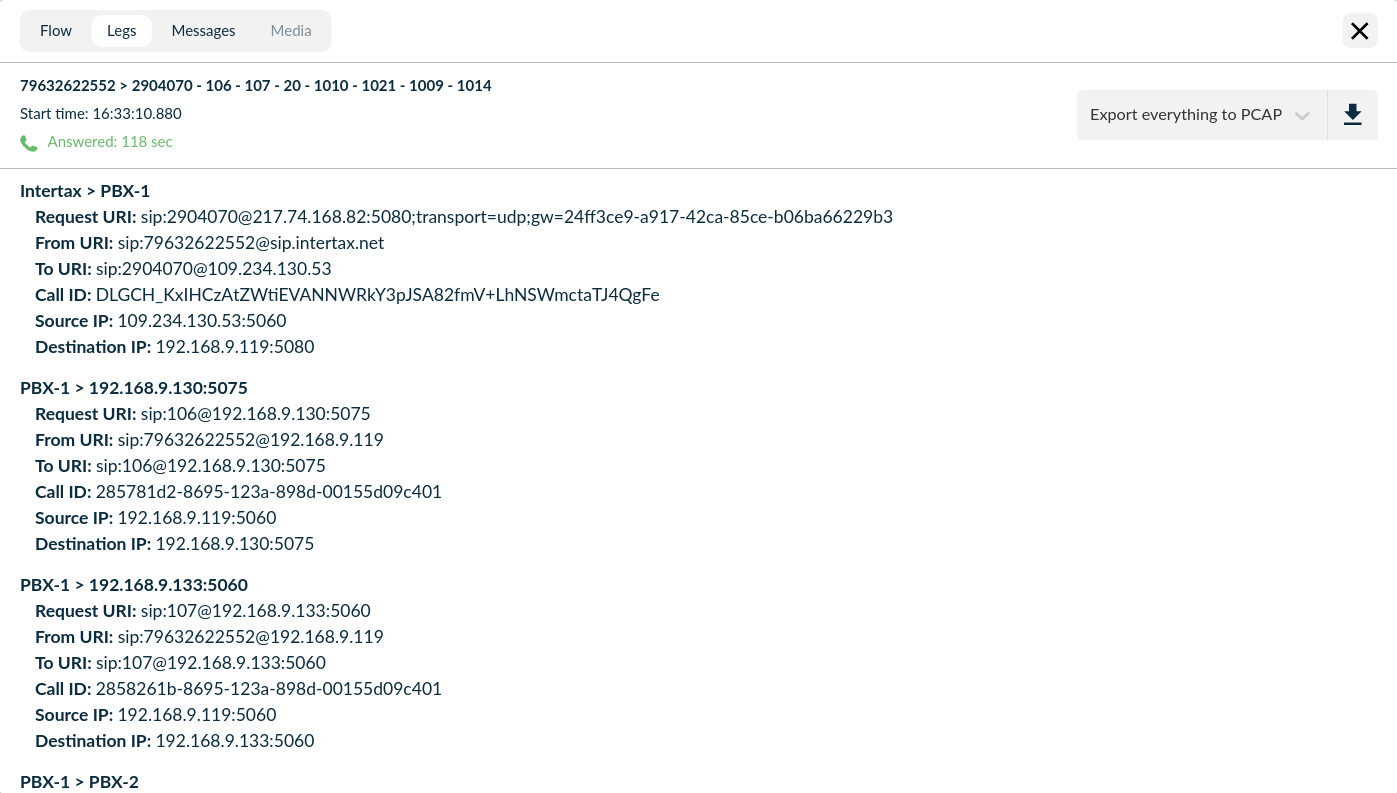 Flow Legs Messages Media
79632622552 > 2904070 - 106 - 107 - 20 - 1010 - 1021 - 1009 - 1014
Start time: 16:33:10.880
Answered: 118 sec
Export everything to PCAP
Intertax > PBX-1
Request URI: sip:2904070@217.74.168.82:5080;transport=udp;gw=24ff3ce9-a917-42ca-85ce-b06ba66229b3
From URI: sip:79632622552@sip.intertax.net
To URI: sip:2904070@109.234.130.53
Call ID: DLGCH_KxIHCzAtZWtiEVANNWRkY3pJSA82fmV+LhNSWmctaTJ4QgFe
Source IP: 109.234.130.53:5060
Destination IP: 192.168.9.119:5080
PBX-1 > 192.168.9.130:5075
Request URI: sip:106@192.168.9.130:5075
From URI: sip:79632622552@192.168.9.119
To URI: sip:106@192.168.9.130:5075
Call ID: 285781d2-8695-123a-898d-00155d09c401
Source IP: 192.168.9.119:5060
Destination IP: 192.168.9.130:5075
PBX-1 > 192.168.9.133:5060
Request URI: sip:107@192.168.9.133:5060
From URI: sip:79632622552@192.168.9.119
To URI: sip:107@192.168.9.133:5060
Call ID: 2858261b-8695-123a-898d-00155d09c401
Source IP: 192.168.9.119:5060
Destination IP: 192.168.9.133:5060
PBX-1 > PBX-2